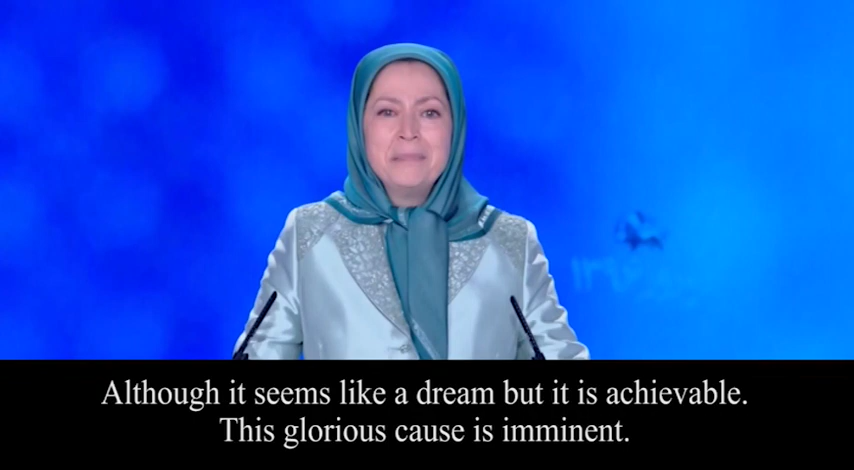 Although it seems like a dream but it is achievable.
This glorious cause is imminent.